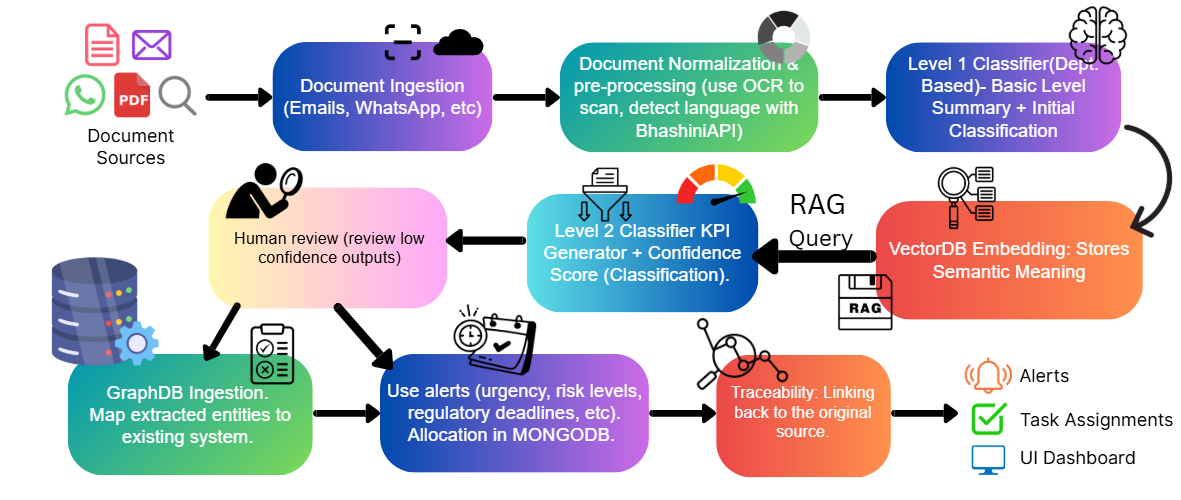 PDF
Document
Sources
Document Ingestion
(Emails, WhatsApp, etc)
Document Normalization &
pre-processing (use OCR to
scan, detect language with
BhashiniAPI)
Level 1 Classifier(Dept.
Based)- Basic Level
Summary + Initial
Classification
VectorDB Embedding: Stores
Semantic Meaning
RAG
RAG
Query
Level 2 Classifier KPI
Generator + Confidence
Score (Classification).
Human review (review low
confidence outputs)
GraphDB Ingestion.
Map extracted entities to
existing system.
Use alerts (urgency, risk levels,
regulatory deadlines, etc).
Allocation in MONGODB.
Traceability: Linking
back to the original
source.
Alerts
Task Assignments
UI Dashboard